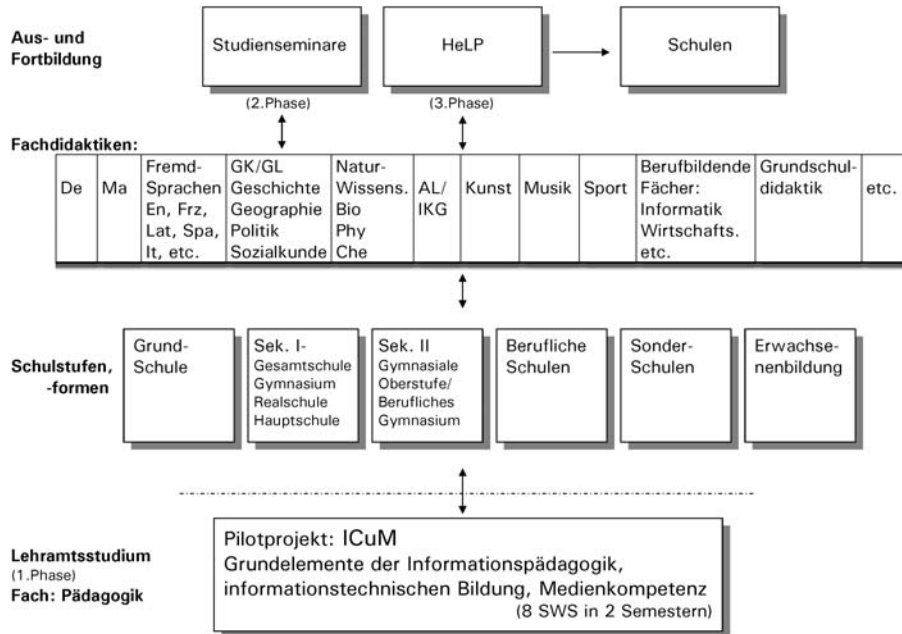 Aus- und
Fortbildung
Studienseminare
HeLP
Schulen
(2.Phase)
(3.Phase)
Fachdidaktiken:
De
Ma
Fremd-
Sprachen
En, Frz,
Lat, Spa,
It, etc.
GK/GL
Geschichte
Geographie
Politik
Sozialkunde
Natur-
Wissens.
Bio
Phy
Che
AL/
IKG
Kunst
Musik
Sport
Berufbildende
Fächer:
Informatik
Wirtschafts.
etc.
Grundschul-
didaktik
etc.
Schulstufen,
-formen
Grund-
Schule
Sek. I-
Gesamtschule
Gymnasium
Realschule
Hauptschule
Sek. II
Gymnasiale
Oberstufe/
Berufliches
Gymnasium
Berufliche
Schulen
Sonder-
Schulen
Erwachse-
nenbildung
Lehramtsstudium
(1.Phase)
Fach: Pädagogik
Pilotprojekt: ICuM
Grundelemente der Informationspädagogik,
informationstechnischen Bildung, Medienkompetenz
(8 SWS in 2 Semestern)